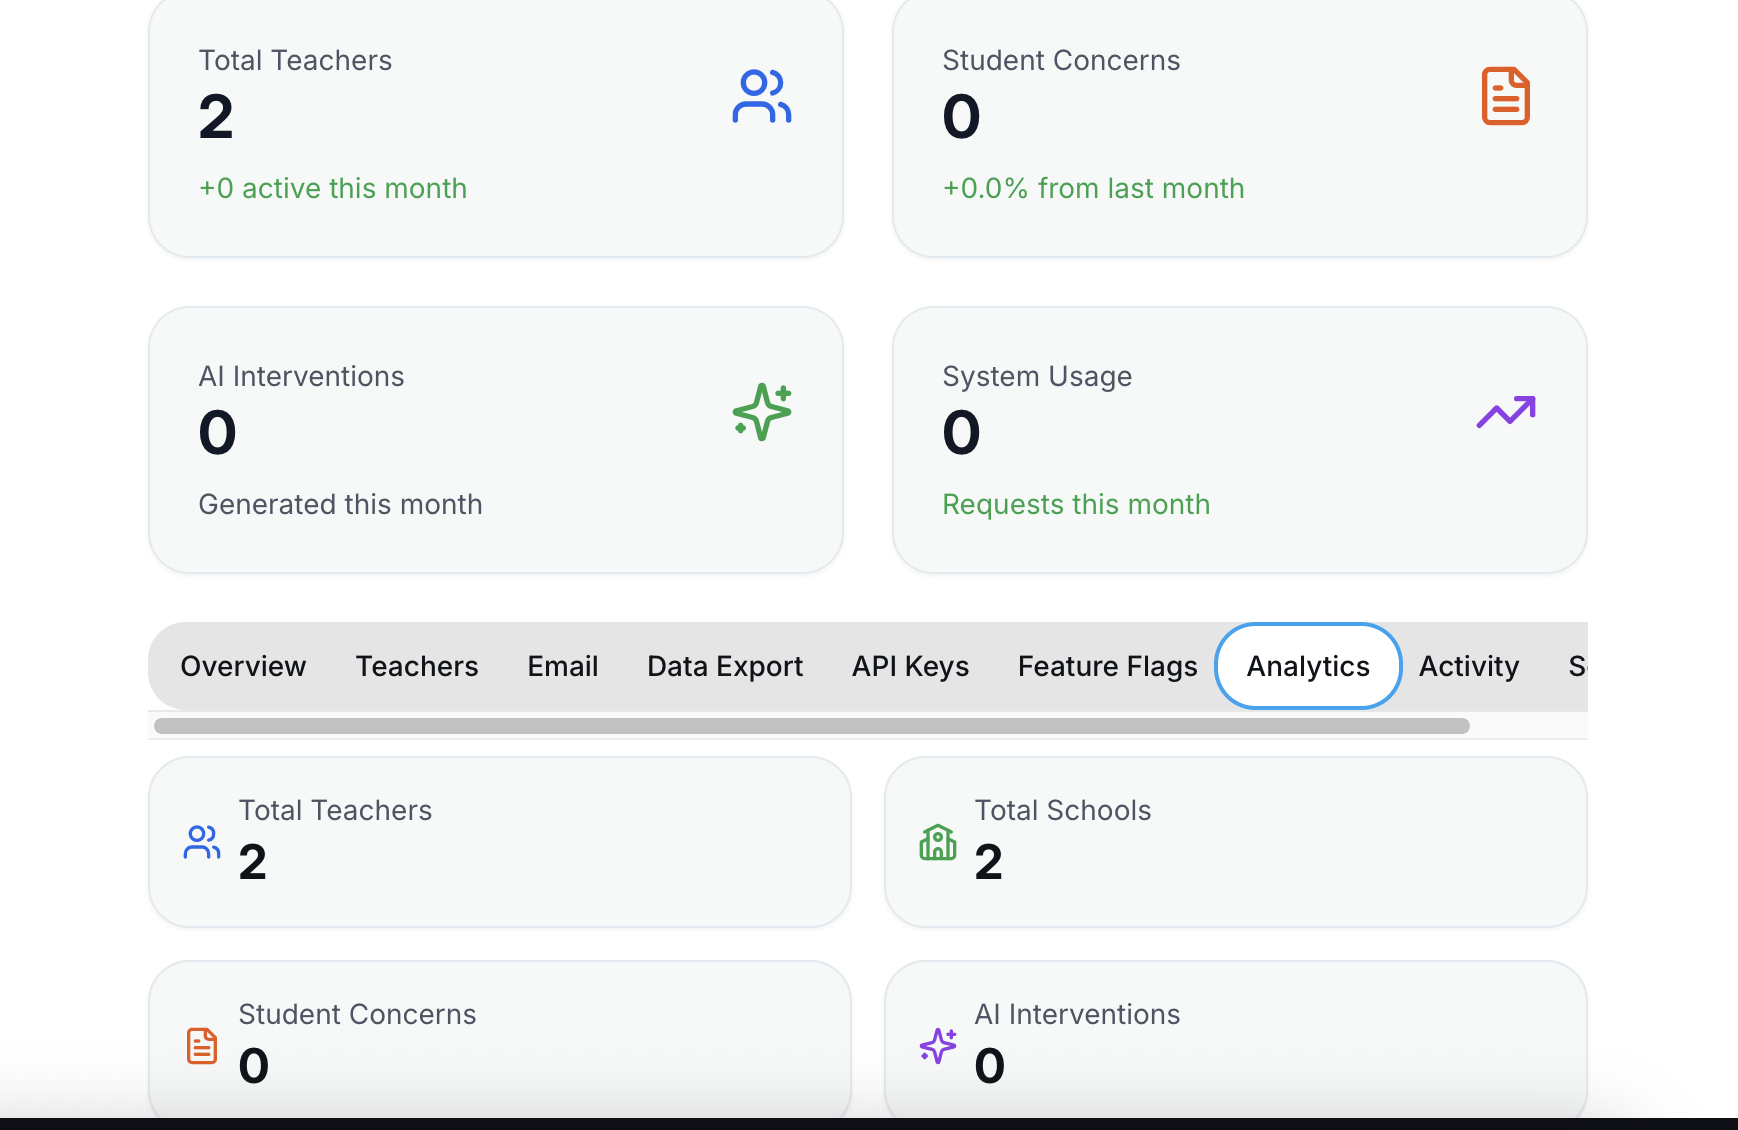 Total Teachers
2
+0 active this month
Student Concerns
0
+0.0% from last month
AI Interventions
0
Generated this month
System Usage
0
Requests this month
Overview Teachers Email Data Export API Keys Feature Flags Analytics Activity
Total Teachers
2
Total Schools
2
Student Concerns
0
AI Interventions
0